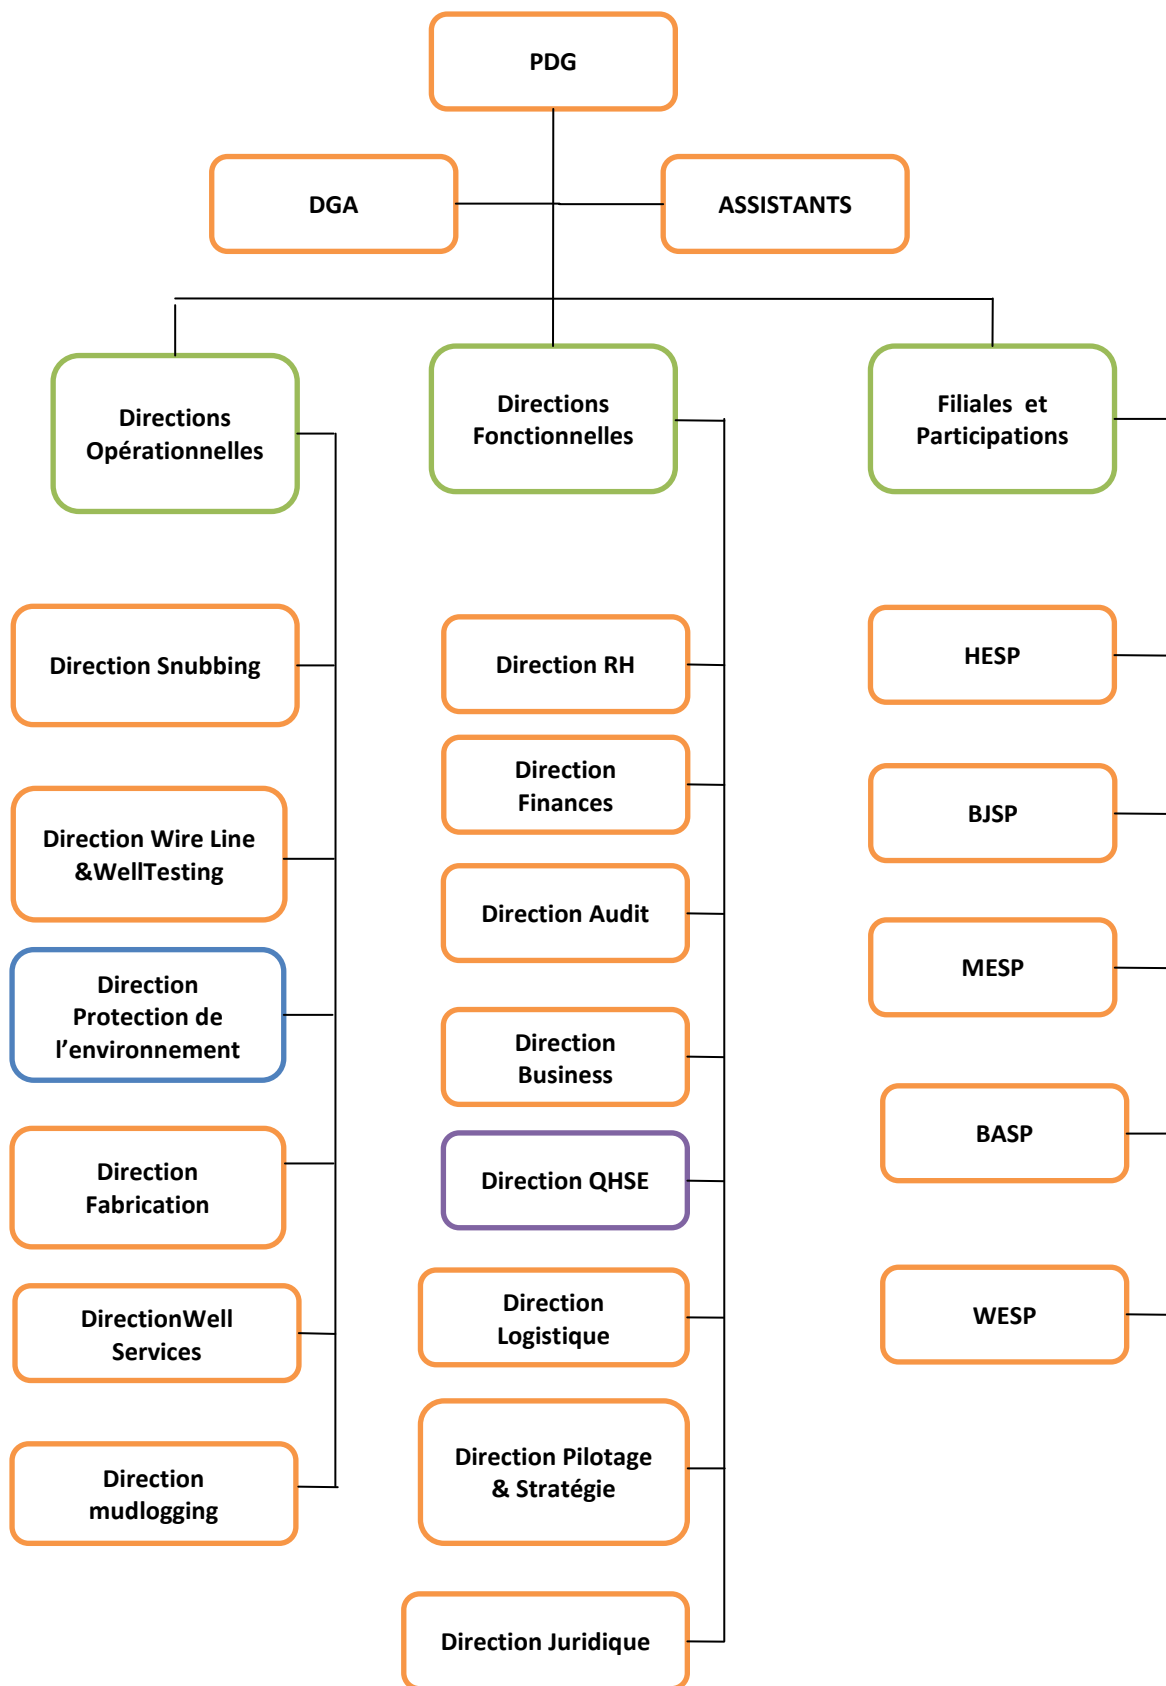 PDG
DGA
ASSISTANTS
Directions
Opérationnelles
Directions
Fonctionnelles
Filiales et
Participations
Direction Snubbing
Direction Wire Line
&WellTesting
Direction
Protection de
l’environnement
Direction
Fabrication
DirectionWell
Services
Direction
mudlogging
Direction RH
Direction
Finances
Direction Audit
Direction
Business
Direction QHSE
Direction
Logistique
Direction Pilotage
& Stratégie
Direction Juridique
HESP
BJSP
MESP
BASP
WESP